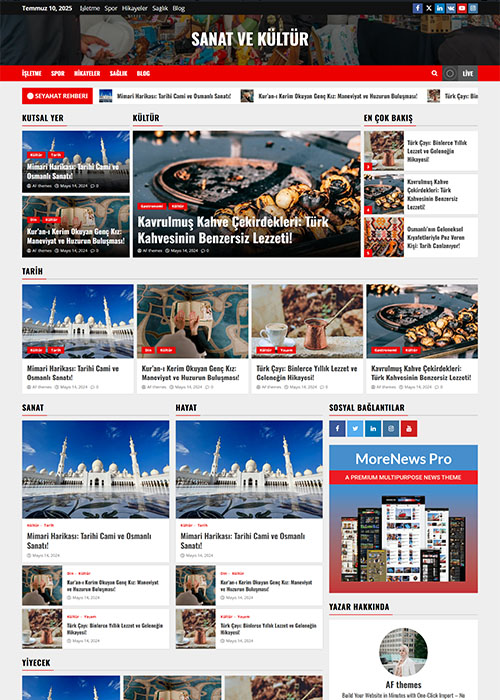 Temmuz 10, 2025 İşletme Spor Hikayeler Sağlık Blog
SANAT VE KÜLTÜR
İŞLETME SPOR HİKAYELER SAĞLIK BLOG LİVE
SEYAHAT REHBERI Mimari Harikası: Tarihi Cami ve Osmanlı Sanatı! Kur’an-ı Kerim Okuyan Genç Kız: Maneviyat ve Huzurun Buluşması! Türk Çayı: Bin
KUTSAL YER
Kültür Tarih
Mimari Harikası: Tarihi Cami ve
Osmanlı Sanatı!
AF themes Mayıs 14, 2024 0
Din Kültür
Kur’an-ı Kerim Okuyan Genç Kız:
Maneviyat ve Huzurun Buluşması!
AF themes Mayıs 14, 2024 0
KÜLTÜR
Gastronomi Kültür
Kavrulmuş Kahve Çekirdekleri: Türk
Kahvesinin Benzersiz Lezzeti!
AF themes Mayıs 14, 2024 0
EN ÇOK BAKIŞ
Türk Çayı: Binlerce Yıllık
Lezzet ve Geleneğin
Hikayesi!
3
Kavrulmuş Kahve
Çekirdekleri: Türk
Kahvesinin Benzersiz
Lezzeti!
4
Osmanlı’nın Geleneksel
Kıyafetleriyle Poz Veren
Kişi: Tarih Canlanıyor!
5
TARİH
Kültür Tarih
Mimari Harikası: Tarihi Cami ve
Osmanlı Sanatı!
AF themes Mayıs 14, 2024 0
Din Kültür
Kur’an-ı Kerim Okuyan Genç Kız:
Maneviyat ve Huzurun Buluşması!
AF themes Mayıs 14, 2024 0
Kültür Yaşam
Türk Çayı: Binlerce Yıllık Lezzet ve
Geleneğin Hikayesi!
AF themes Mayıs 14, 2024 0
Gastronomi Kültür
Kavrulmuş Kahve Çekirdekleri:
Türk Kahvesinin Benzersiz Lezzeti!
AF themes Mayıs 14, 2024 0
SANAT
Kültür Tarih
Mimari Harikası: Tarihi Cami ve Osmanlı
Sanatı!
Mayıs 14, 2024
Din Kültür
Kur’an-ı Kerim Okuyan Genç Kız: Maneviyat
ve Huzurun Buluşması!
Mayıs 14, 2024
Kültür Yaşam
Türk Çayı: Binlerce Yıllık Lezzet ve Geleneğin
Hikayesi!
Mayıs 14, 2024
HAYAT
Kültür Tarih
Mimari Harikası: Tarihi Cami ve Osmanlı
Sanatı!
Mayıs 14, 2024
Din Kültür
Kur’an-ı Kerim Okuyan Genç Kız: Maneviyat
ve Huzurun Buluşması!
Mayıs 14, 2024
Kültür Yaşam
Türk Çayı: Binlerce Yıllık Lezzet ve Geleneğin
Hikayesi!
Mayıs 14, 2024
SOSYAL BAĞLANTILAR
MoreNews Pro
A PREMIUM MULTIPURPOSE NEWS THEME
YAZAR HAKKINDA
AF themes
Build Your Website in Minutes with One-Click Import – No
YİYECEK